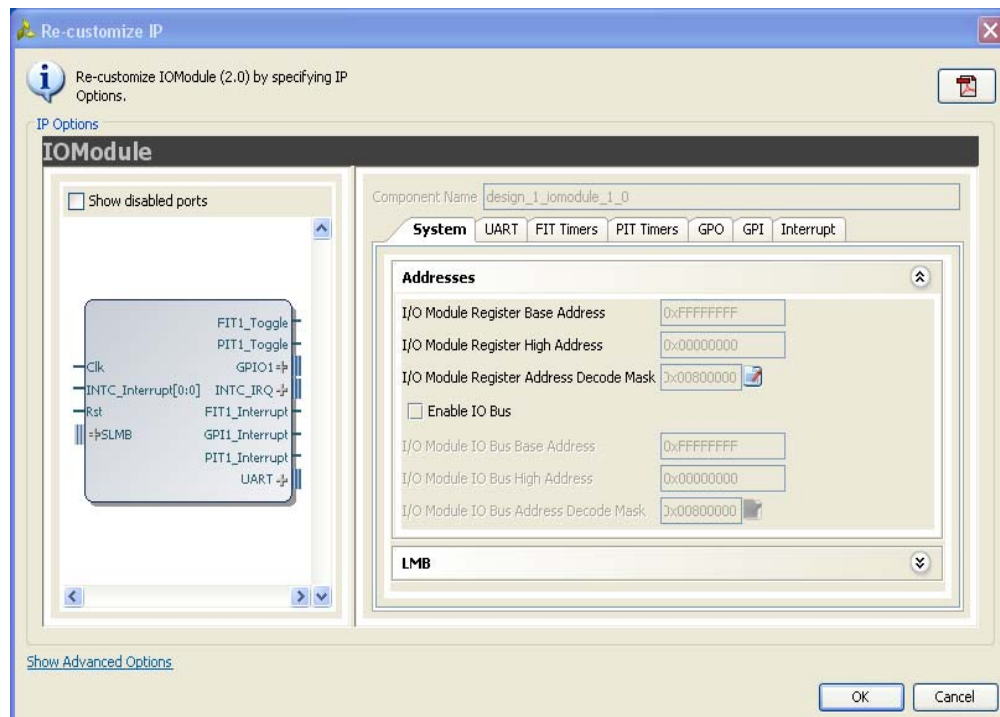 Re-customize IP
Re-customize IOModule (2.0) by specifying IP
Options.
IP Options
IOModule
Show disabled ports
FIT1_Toggle
PIT1_Toggle
Clk
GPIO1
INTC_Interrupt[0:0]
INTC_IRQ
Rst
FIT1_Interrupt
SLMB
GPI1_Interrupt
PIT1_Interrupt
UART
Component Name design_1_iomodule_1_0
System UART FIT Timers PIT Timers GPO GPI Interrupt
Addresses
I/O Module Register Base Address 0xFFFFFFFF
I/O Module Register High Address 0x00000000
I/O Module Register Address Decode Mask 0x00800000
Enable IO Bus
I/O Module IO Bus Base Address 0xFFFFFFFF
I/O Module IO Bus High Address 0x00000000
I/O Module IO Bus Address Decode Mask 0x00800000
LMB
Show Advanced Options
OK Cancel